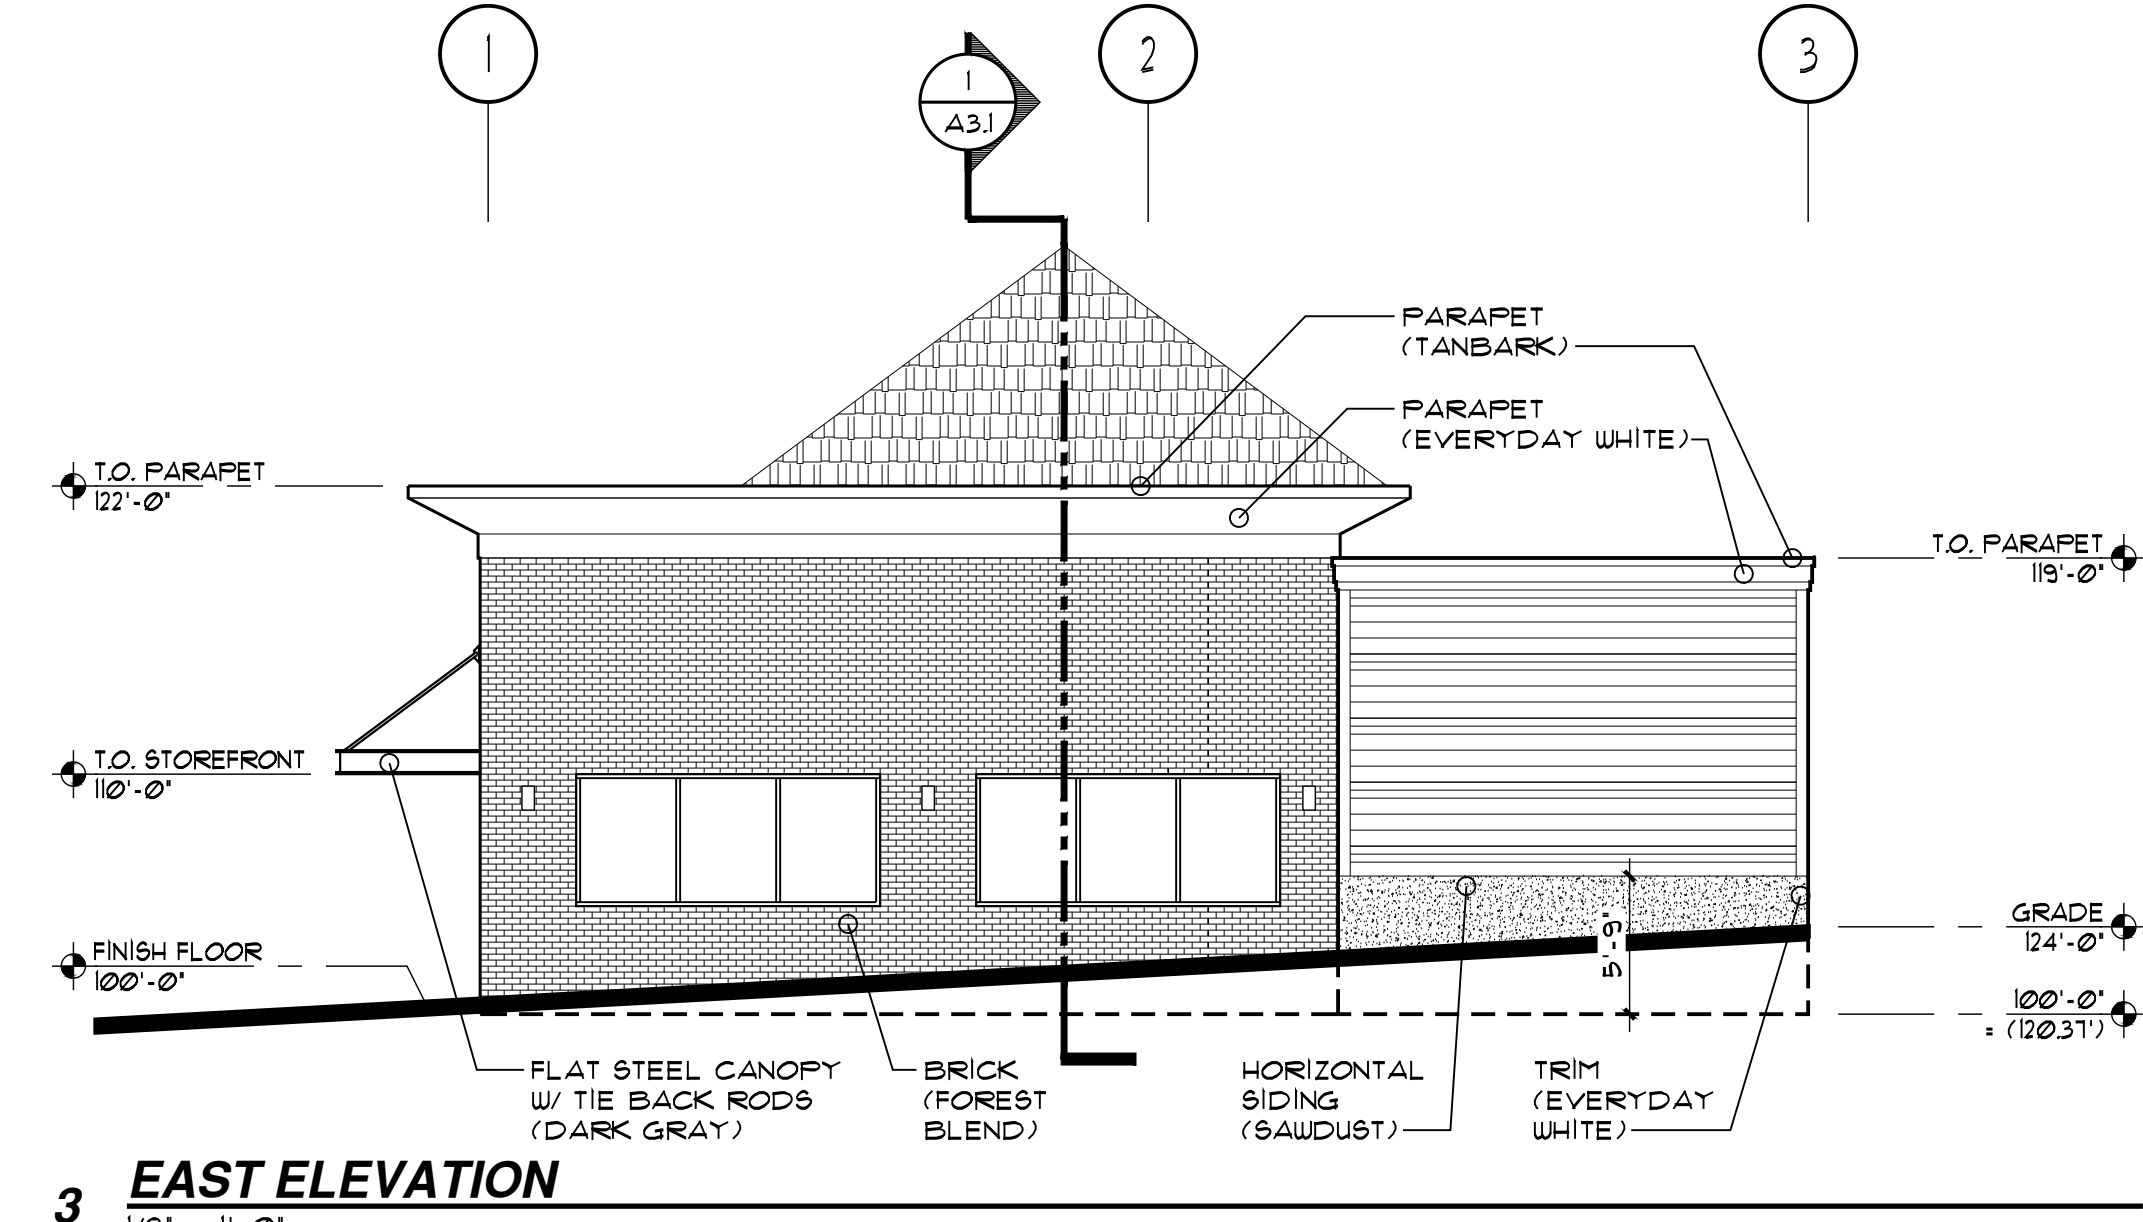 1
2
3
1
A3.1
PARAPET
(TANBARK)
PARAPET
(EVERYDAY WHITE)
T.O. PARAPET
122'-0"
T.O. PARAPET
119'-0"
T.O. STOREFRONT
110'-0"
GRADE
124'-0"
5'-9"
FINISH FLOOR
100'-0"
100'-0"
= (120.37')
FLAT STEEL CANOPY
W/ TIE BACK RODS
(DARK GRAY)
BRICK
(FOREST
BLEND)
HORIZONTAL
SIDING
(SAWDUST)
TRIM
(EVERYDAY
WHITE)
3 EAST ELEVATION